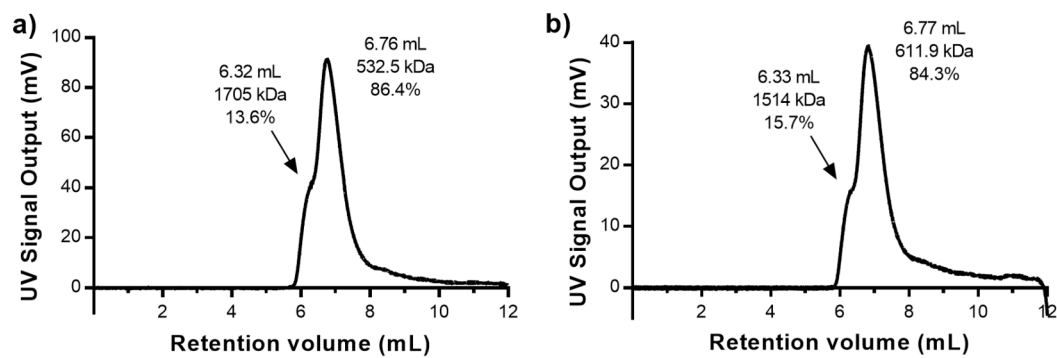 a)
UV Signal Output (mV)
100
80
60
40
20
0
6.32 mL
1705 kDa
13.6%
6.76 mL
532.5 kDa
86.4%
2
4
6
8
10
12
Retention volume (mL)
b)
UV Signal Output (mV)
40
30
20
10
0
6.33 mL
1514 kDa
15.7%
6.77 mL
611.9 kDa
84.3%
2
4
6
8
10
12
Retention volume (mL)